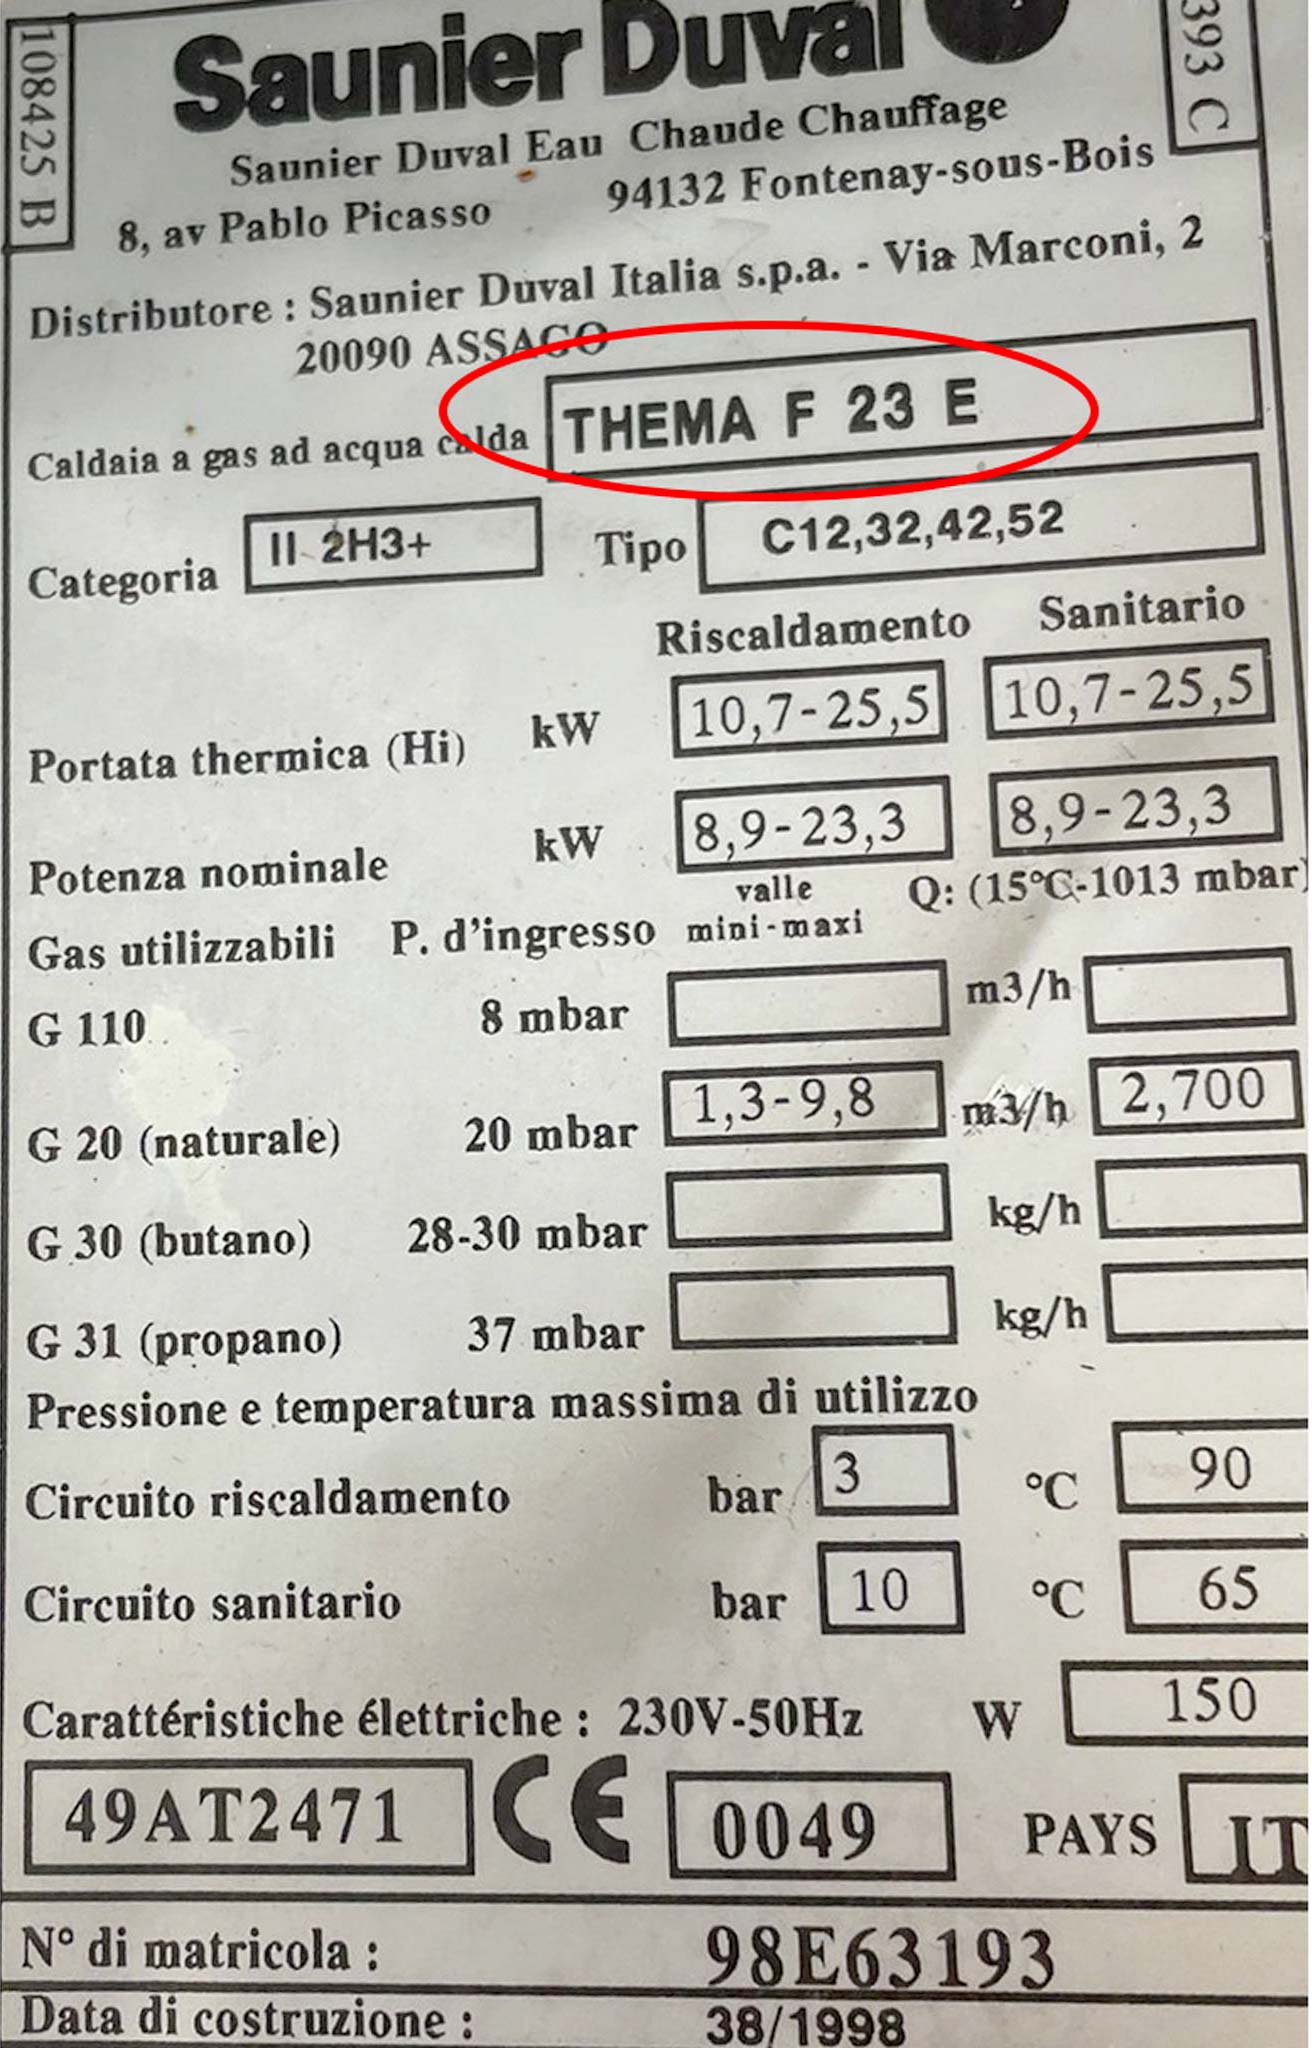 108425 B
393 C
Saunier Duval
Saunier Duval Eau Chaude Chauffage
8, av Pablo Picasso 94132 Fontenay-sous-Bois
Distributore : Saunier Duval Italia s.p.a. - Via Marconi, 2
20090 ASSAGO
Caldaia a gas ad acqua calda THEMA F 23 E
Categoria II 2H3+ Tipo C12,32,42,52
Riscaldamento Sanitario
Portata thermica (Hi) kW 10,7-25,5 10,7-25,5
Potenza nominale kW 8,9-23,3 8,9-23,3
valle Q: (15°C-1013 mbar)
Gas utilizzabili P. d'ingresso mini-maxi
G 110 8 mbar m3/h
G 20 (naturale) 20 mbar 1,3-9,8 m3/h 2,700
G 30 (butano) 28-30 mbar kg/h
G 31 (propano) 37 mbar kg/h
Pressione e temperatura massima di utilizzo
Circuito riscaldamento bar 3 °C 90
Circuito sanitario bar 10 °C 65
Carattéristiche élettriche : 230V-50Hz W 150
49AT2471 CE 0049 PAYS IT
N° di matricola : 98E63193
Data di costruzione : 38/1998